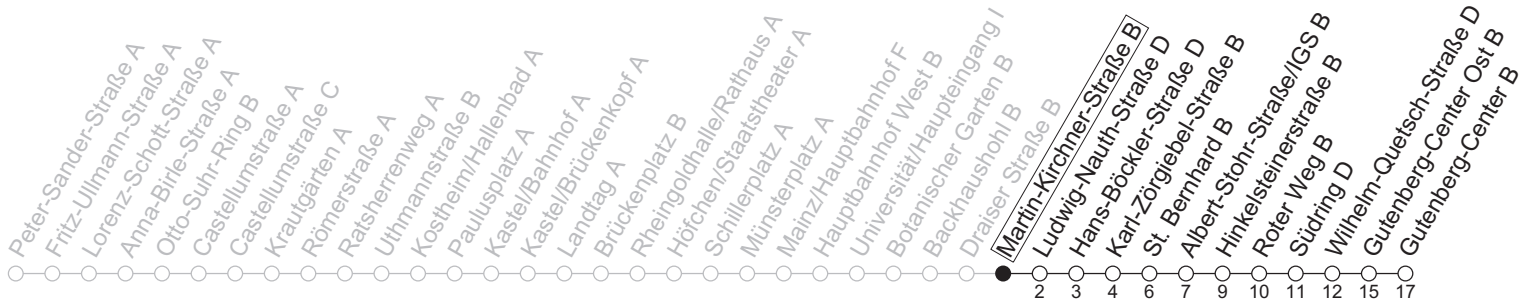 Peter-Sander-Straße A
Fritz-Ullmann-Straße A
Lorenz-Schott-Straße A
Anna-Birle-Straße A
Otto-Suhr-Ring B
Castellumstraße A
Castellumstraße C
Krautgärten A
Römerstraße A
Ratsherrenweg A
Uthmannstraße B
Kostheim/Hallenbad A
Paulusplatz A
Kastel/Bahnhof A
Kastel/Brückenkopf A
Landtag A
Brückenplatz B
Rheingoldhalle/Rathaus A
Höfchen/Staatstheater A
Schillerplatz A
Münsterplatz A
Mainz/Hauptbahnhof F
Hauptbahnhof West B
Universität/Haupteingang I
Botanischer Garten B
Backhaushohl B
Draiser Straße B
Martin-Kirchner-Straße B
Ludwig-Nauth-Straße D
Hans-Böckler-Straße D
Karl-Zörgiebel-Straße B
St. Bernhard B
Albert-Stohr-Straße/IGS B
Hinkelsteinerstraße B
Roter Weg B
Südring D
Wilhelm-Quetsch-Straße D
Gutenberg-Center Ost B
Gutenberg-Center B
2 3 4 6 7 9 10 11 12 15 17